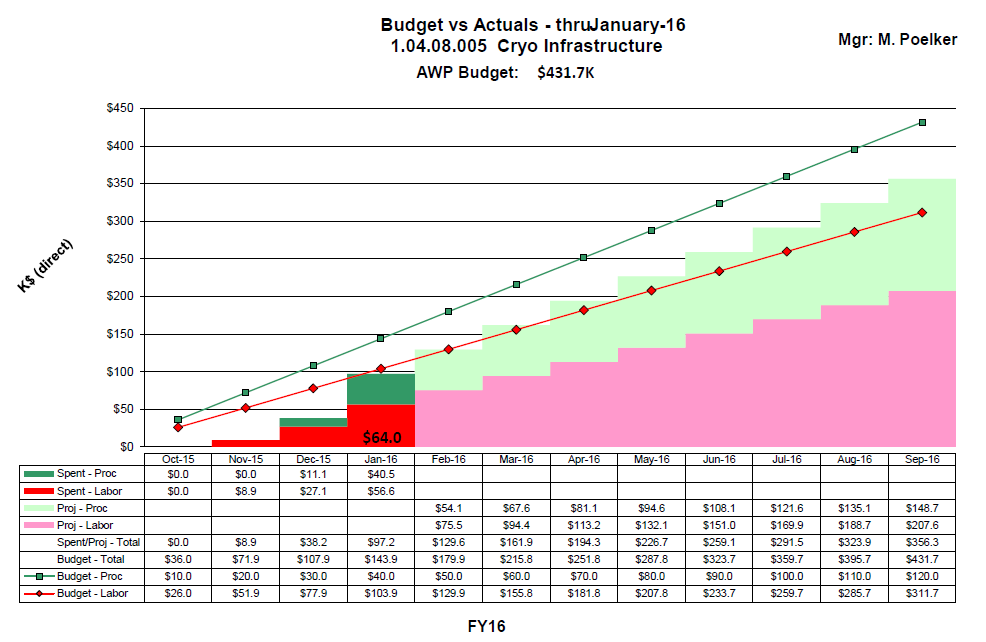 Budget vs Actuals - thruJanuary-16
1.04.08.005 Cryo Infrastructure
Mgr: M. Poelker
AWP Budget: $431.7K
K$ (direct)
$450
$400
$350
$300
$250
$200
$150
$100
$50
$0
$64.0
Oct-15 Nov-15 Dec-15 Jan-16 Feb-16 Mar-16 Apr-16 May-16 Jun-16 Jul-16 Aug-16 Sep-16
Spent - Proc $0.0 $0.0 $11.1 $40.5
Spent - Labor $0.0 $8.9 $27.1 $56.6
Proj - Proc $54.1 $67.6 $81.1 $94.6 $108.1 $121.6 $135.1 $148.7
Proj - Labor $75.5 $94.4 $113.2 $132.1 $151.0 $169.9 $188.7 $207.6
Spent/Proj - Total $0.0 $8.9 $38.2 $97.2 $129.6 $161.9 $194.3 $226.7 $259.1 $291.5 $323.9 $356.3
Budget - Total $36.0 $71.9 $107.9 $143.9 $179.9 $215.8 $251.8 $287.8 $323.7 $359.7 $395.7 $431.7
Budget - Proc $10.0 $20.0 $30.0 $40.0 $50.0 $60.0 $70.0 $80.0 $90.0 $100.0 $110.0 $120.0
Budget - Labor $26.0 $51.9 $77.9 $103.9 $129.9 $155.8 $181.8 $207.8 $233.7 $259.7 $285.7 $311.7
FY16